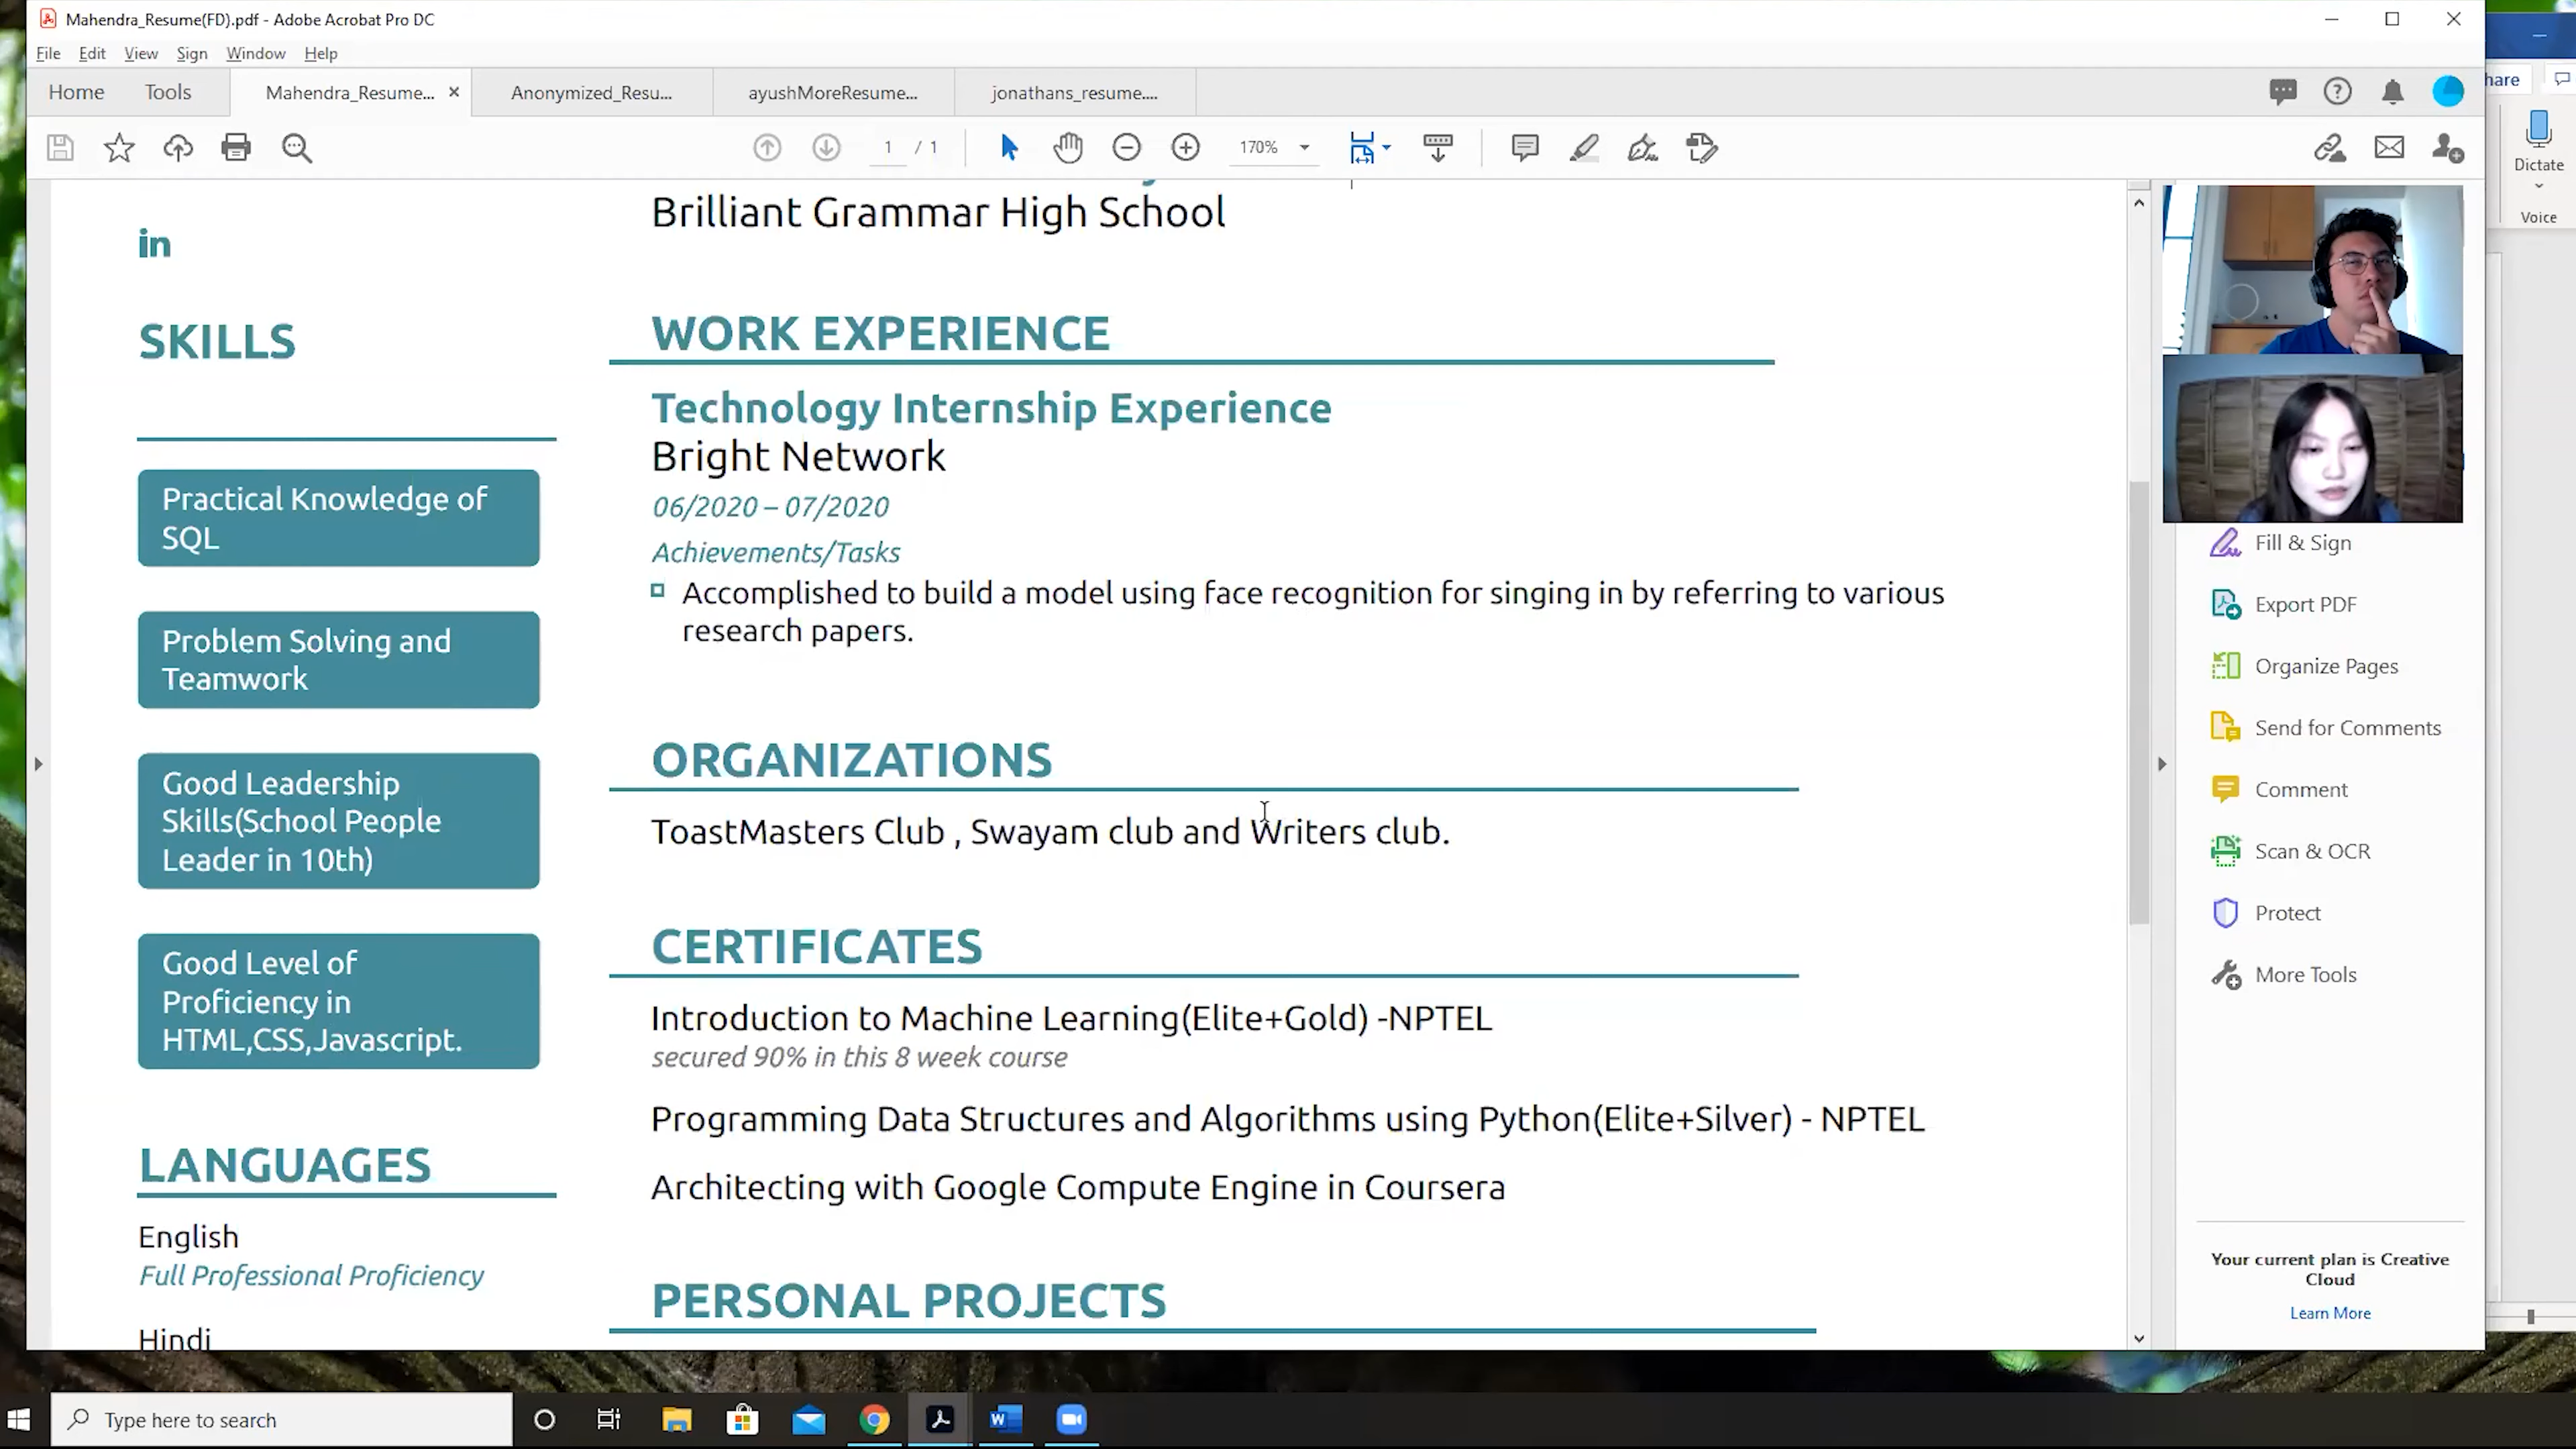 Mahendra_Resume(FD).pdf - Adobe Acrobat Pro DC
File Edit View Sign Window Help
Home Tools Mahendra_Resume... Anonymized_Resu... ayushMoreResume... jonathans_resume....
1 / 1 170%
hare
Dictate
Voice
in
SKILLS
Practical Knowledge of
SQL
Problem Solving and
Teamwork
Good Leadership
Skills(School People
Leader in 10th)
Good Level of
Proficiency in
HTML,CSS,Javascript.
LANGUAGES
English
Full Professional Proficiency
Hindi
Brilliant Grammar High School
WORK EXPERIENCE
Technology Internship Experience
Bright Network
06/2020 – 07/2020
Achievements/Tasks
Accomplished to build a model using face recognition for singing in by referring to various
research papers.
ORGANIZATIONS
ToastMasters Club , Swayam club and Writers club.
CERTIFICATES
Introduction to Machine Learning(Elite+Gold) -NPTEL
secured 90% in this 8 week course
Programming Data Structures and Algorithms using Python(Elite+Silver) - NPTEL
Architecting with Google Compute Engine in Coursera
PERSONAL PROJECTS
Fill & Sign
Export PDF
Organize Pages
Send for Comments
Comment
Scan & OCR
Protect
More Tools
Your current plan is Creative
Cloud
Learn More
Type here to search